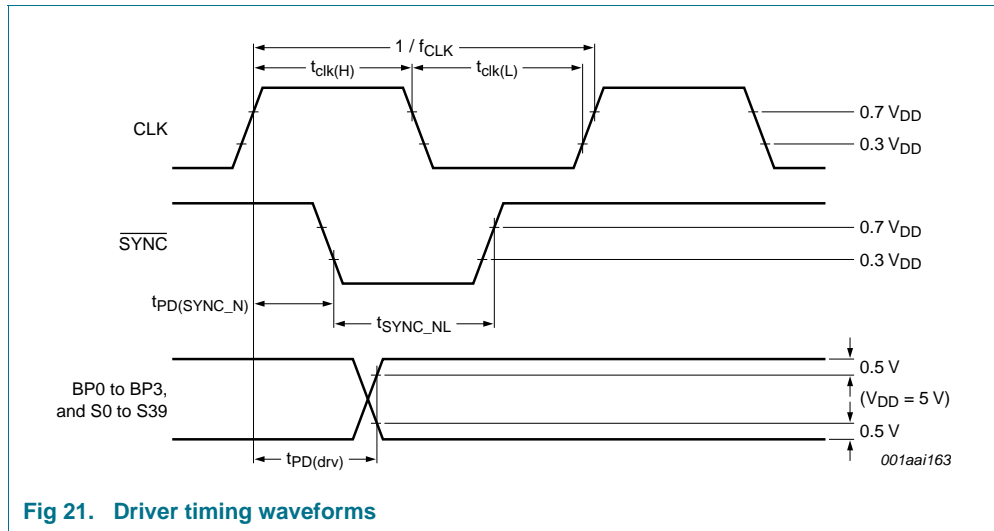 1 / fCLK
tclk(H)
tclk(L)
CLK
0.7 VDD
0.3 VDD
SYNC
0.7 VDD
0.3 VDD
tPD(SYNC_N)
tSYNC_NL
BP0 to BP3,
and S0 to S39
0.5 V
(VDD = 5 V)
0.5 V
tPD(drv)
001aai163
Fig 21. Driver timing waveforms